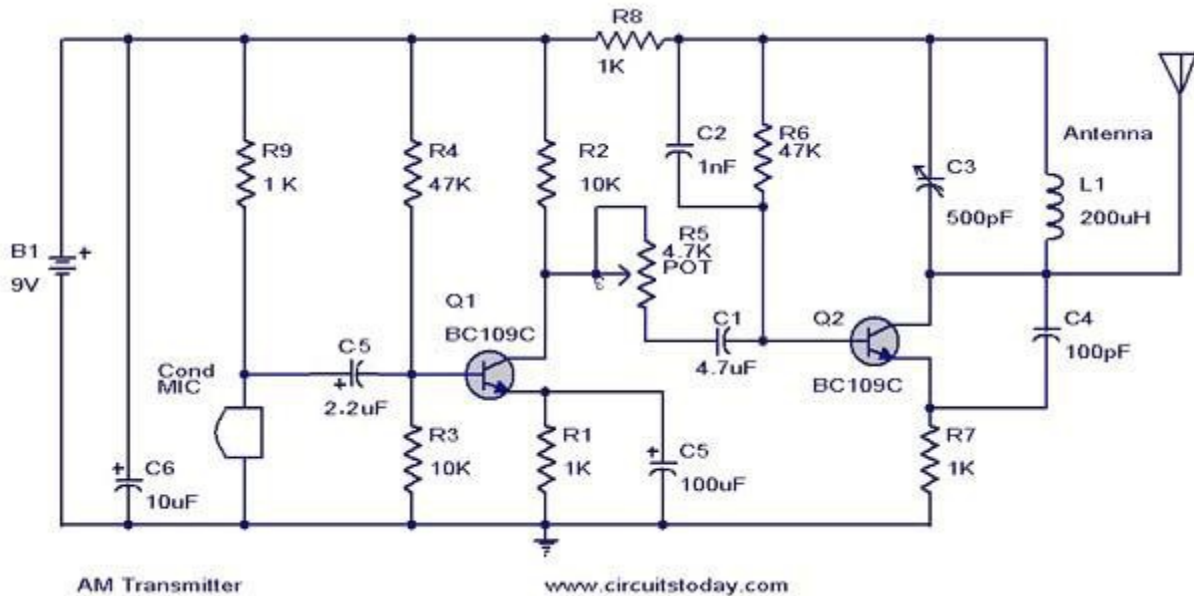 R8
1K
R9
1 K
R4
47K
R2
10K
C2
1nF
R6
47K
C3
500pF
Antenna
L1
200uH
B1
+
9V
R5
4.7K
POT
3
Q1
BC109C
C1
4.7uF
Q2
BC109C
C4
100pF
Cond
MIC
C5
+
2.2uF
+
C6
10uF
R3
10K
R1
1K
+
C5
100uF
R7
1K
AM Transmitter
www.circuitstoday.com